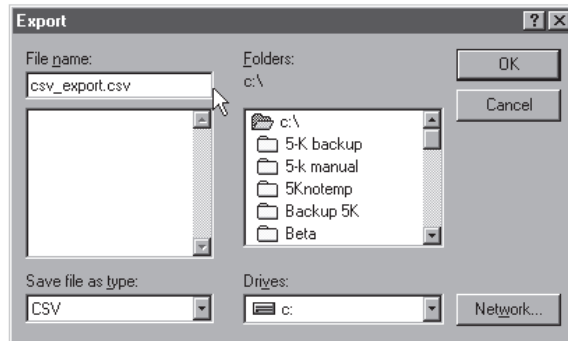 Export
File name:
csv_export.csv
Folders:
c:\
c:\
5-K backup
5-k manual
5Knotemp
Backup 5K
Beta
Save file as type:
CSV
Drives:
c:
OK
Cancel
Network...